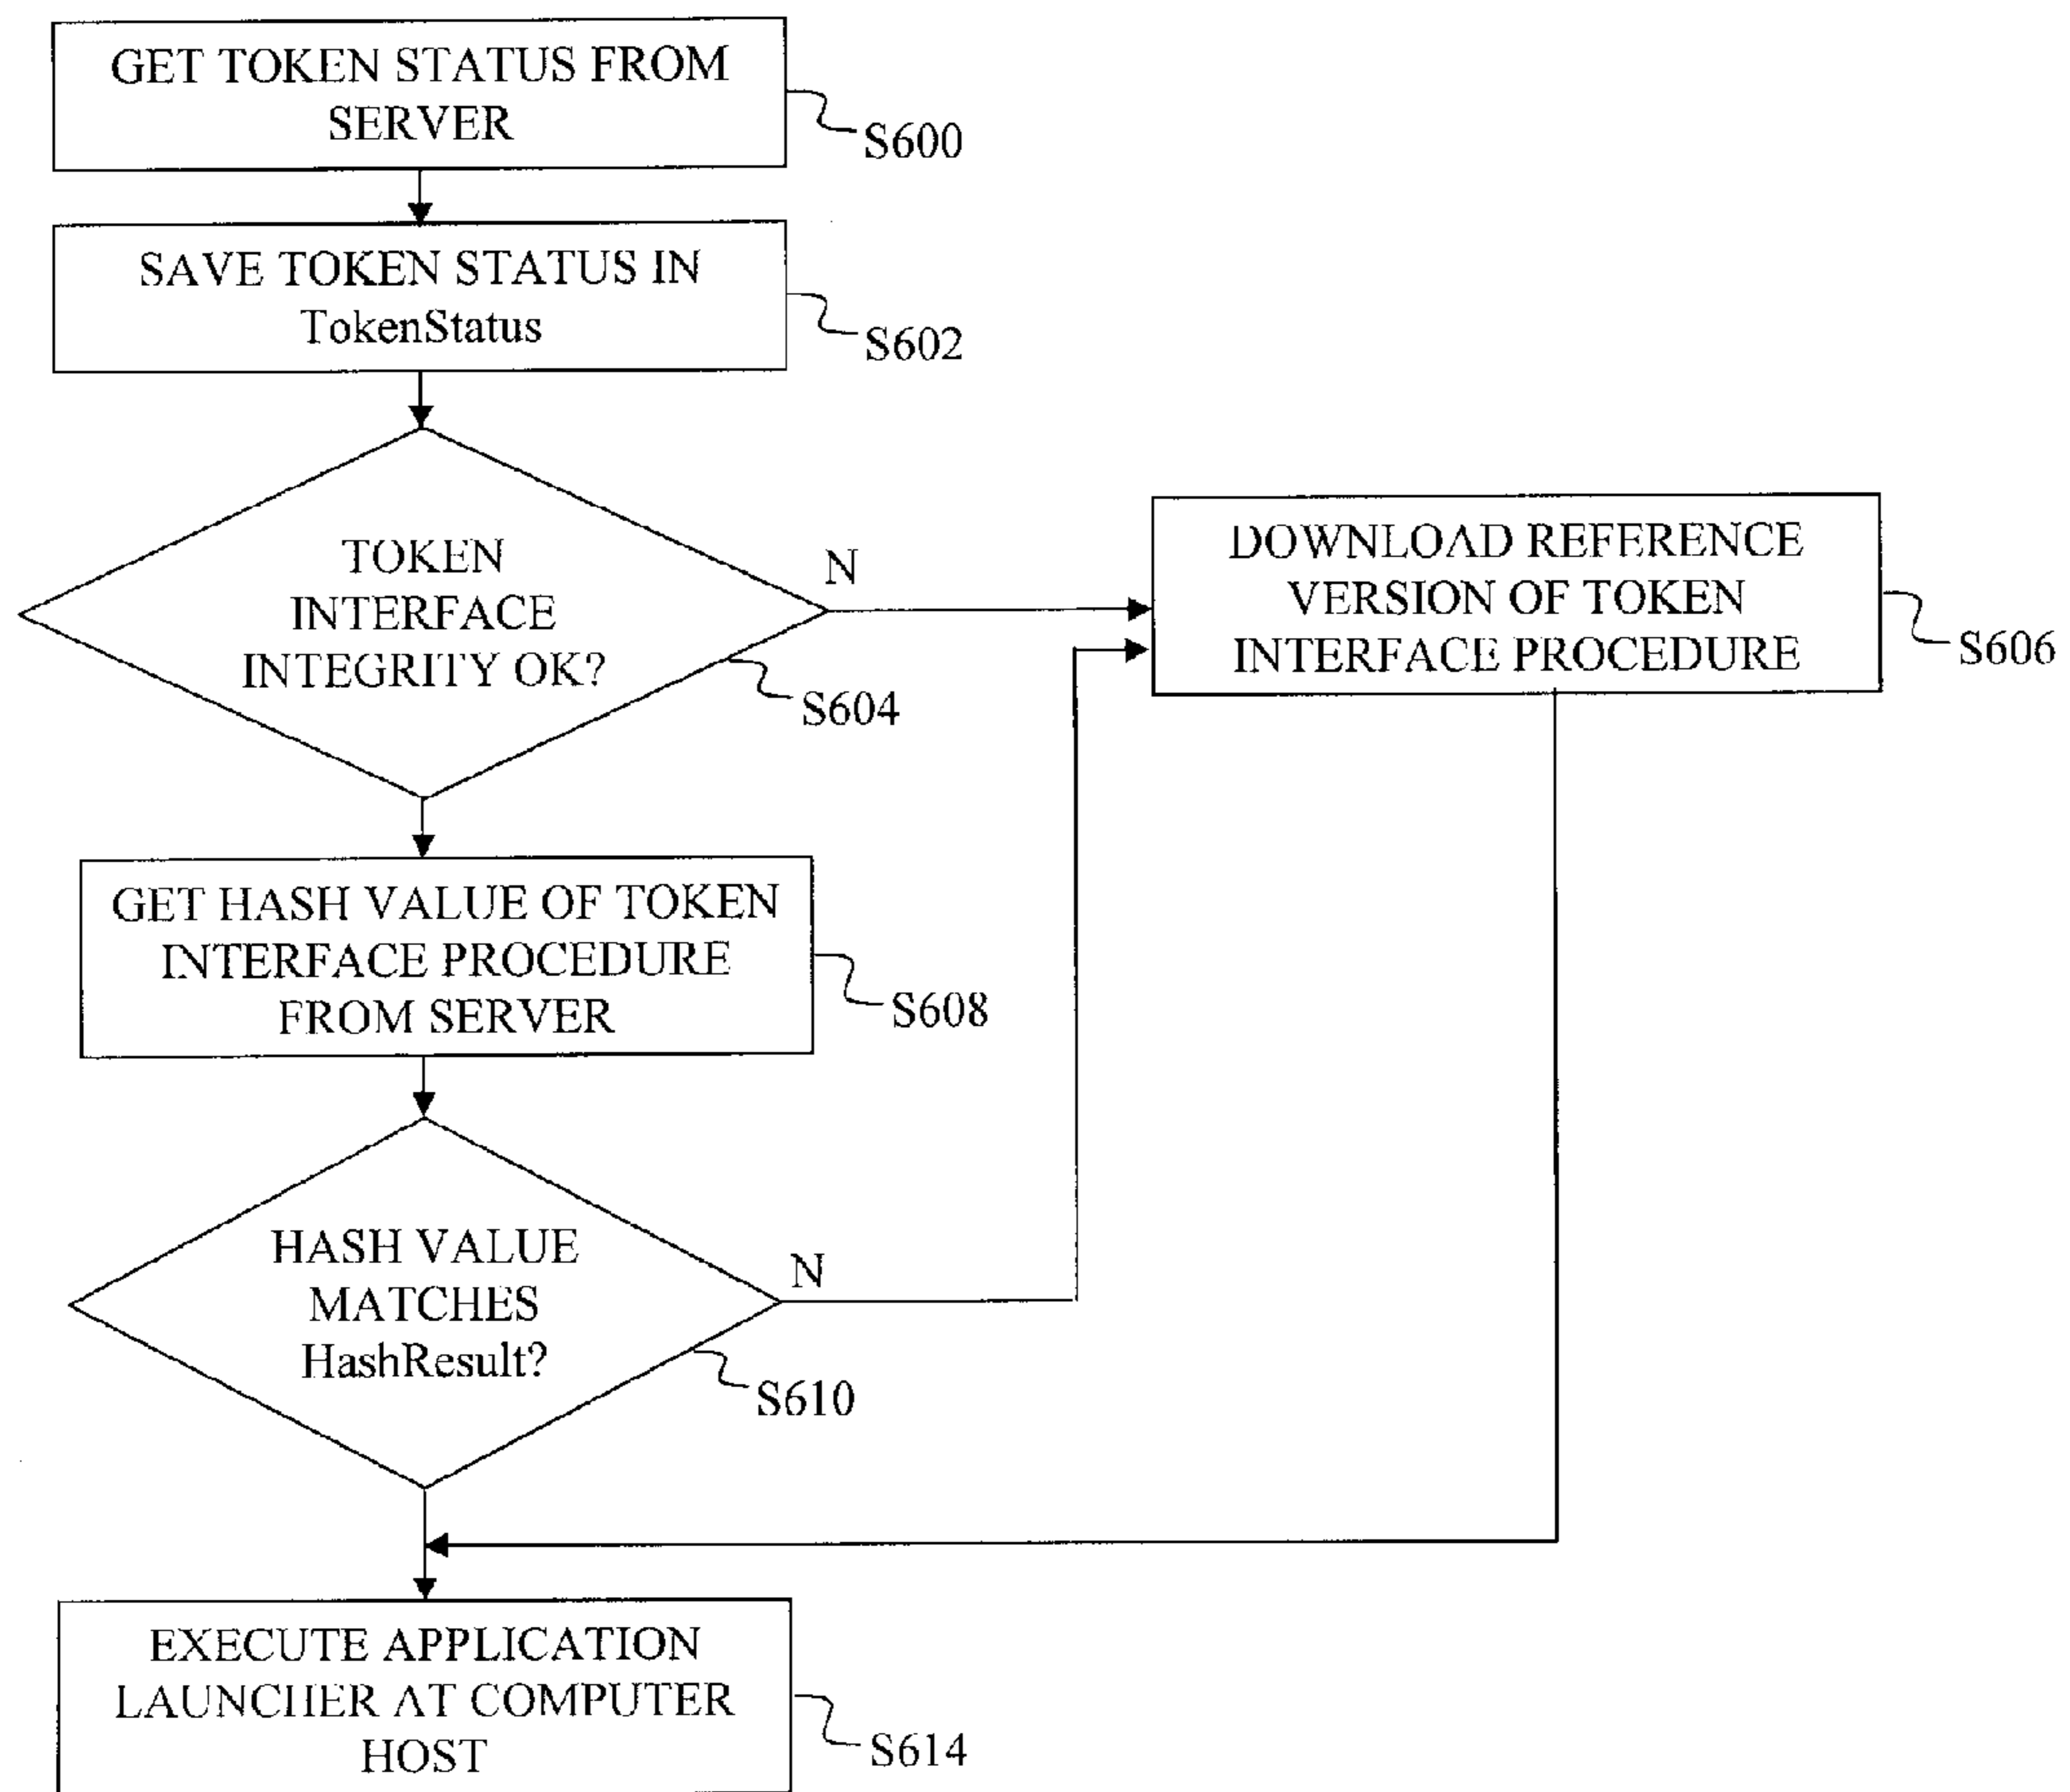 GET TOKEN STATUS FROM
SERVER
S600
SAVE TOKEN STATUS IN
TokenStatus
S602
TOKEN
INTERFACE
INTEGRITY OK?
N
S604
DOWNLOAD REFERENCE
VERSION OF TOKEN
INTERFACE PROCEDURE
S606
GET HASH VALUE OF TOKEN
INTERFACE PROCEDURE
FROM SERVER
S608
HASH VALUE
MATCHES
HashResult?
N
S610
EXECUTE APPLICATION
LAUNCHER AT COMPUTER
HOST
S614